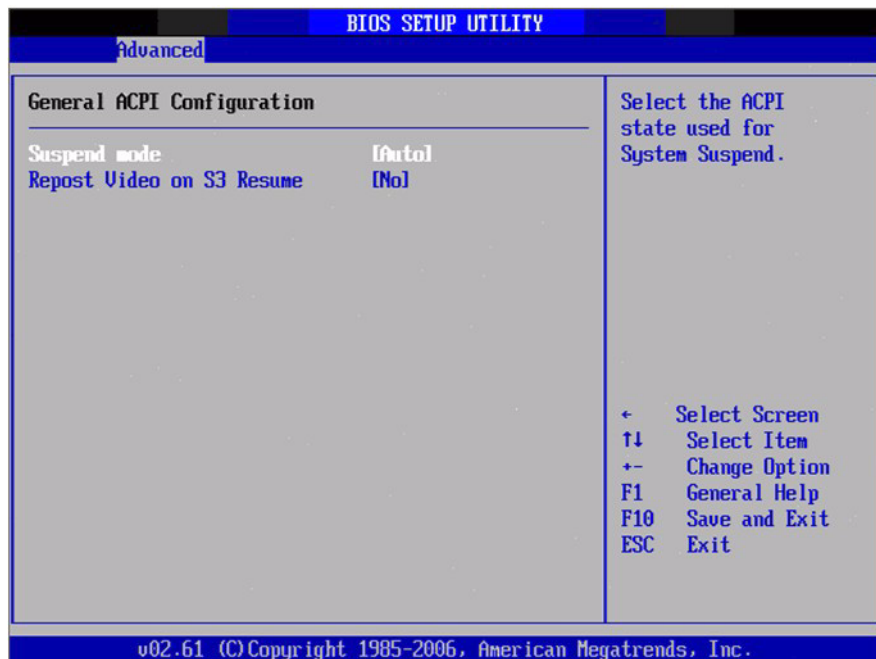 BIOS SETUP UTILITY
Advanced
General ACPI Configuration
Suspend mode [Auto]
Repost Video on S3 Resume [No]
Select the ACPI
state used for
System Suspend.
← Select Screen
↑↓ Select Item
+- Change Option
F1 General Help
F10 Save and Exit
ESC Exit
v02.61 (C)Copyright 1985-2006, American Megatrends, Inc.